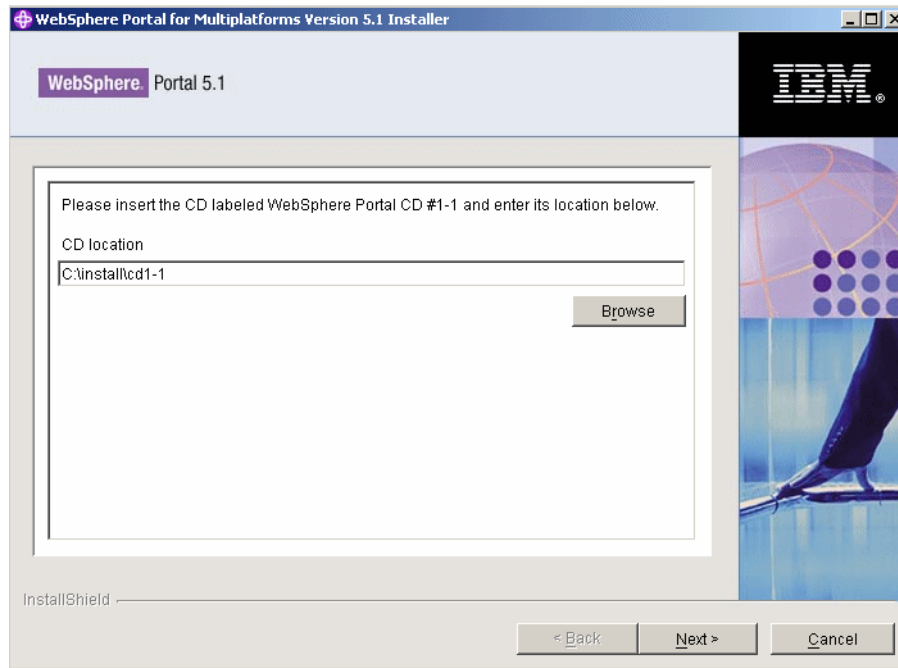 WebSphere Portal for Multiplatforms Version 5.1 Installer
WebSphere. Portal 5.1
IBM®
Please insert the CD labeled WebSphere Portal CD #1-1 and enter its location below.
CD location
C:\install\cd1-1
Browse
InstallShield
< Back Next > Cancel